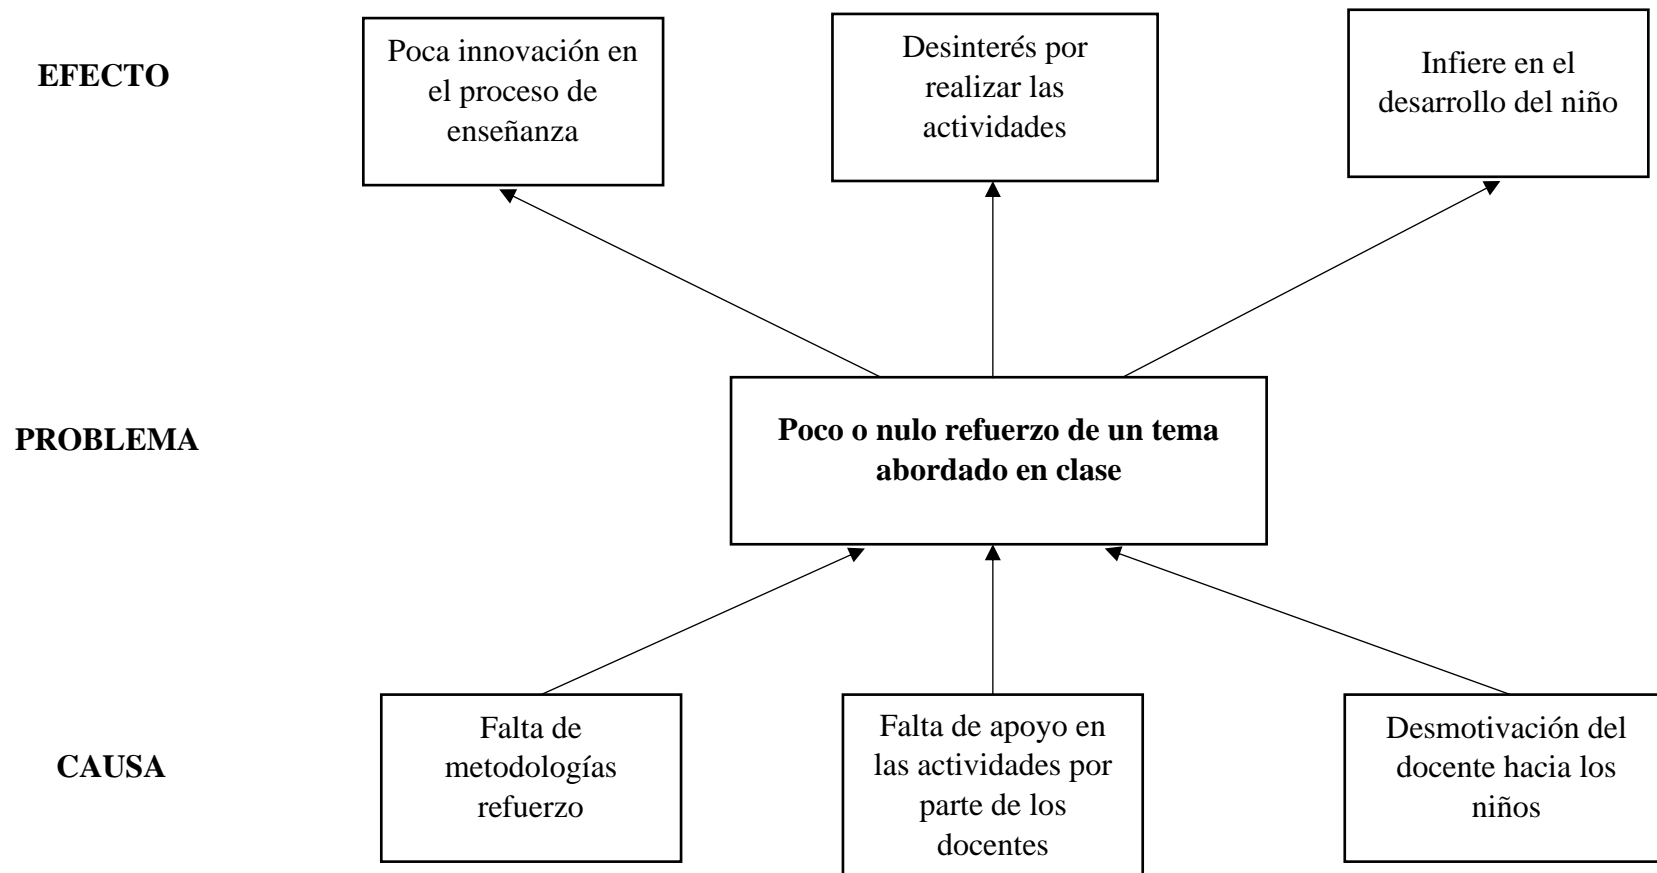 EFECTO
Poca innovación en
el proceso de
enseñanza
Desinterés por
realizar las
actividades
Infiere en el
desarrollo del niño
PROBLEMA
Poco o nulo refuerzo de un tema
abordado en clase
CAUSA
Falta de
metodologías
refuerzo
Falta de apoyo en
las actividades por
parte de los
docentes
Desmotivación del
docente hacia los
niños